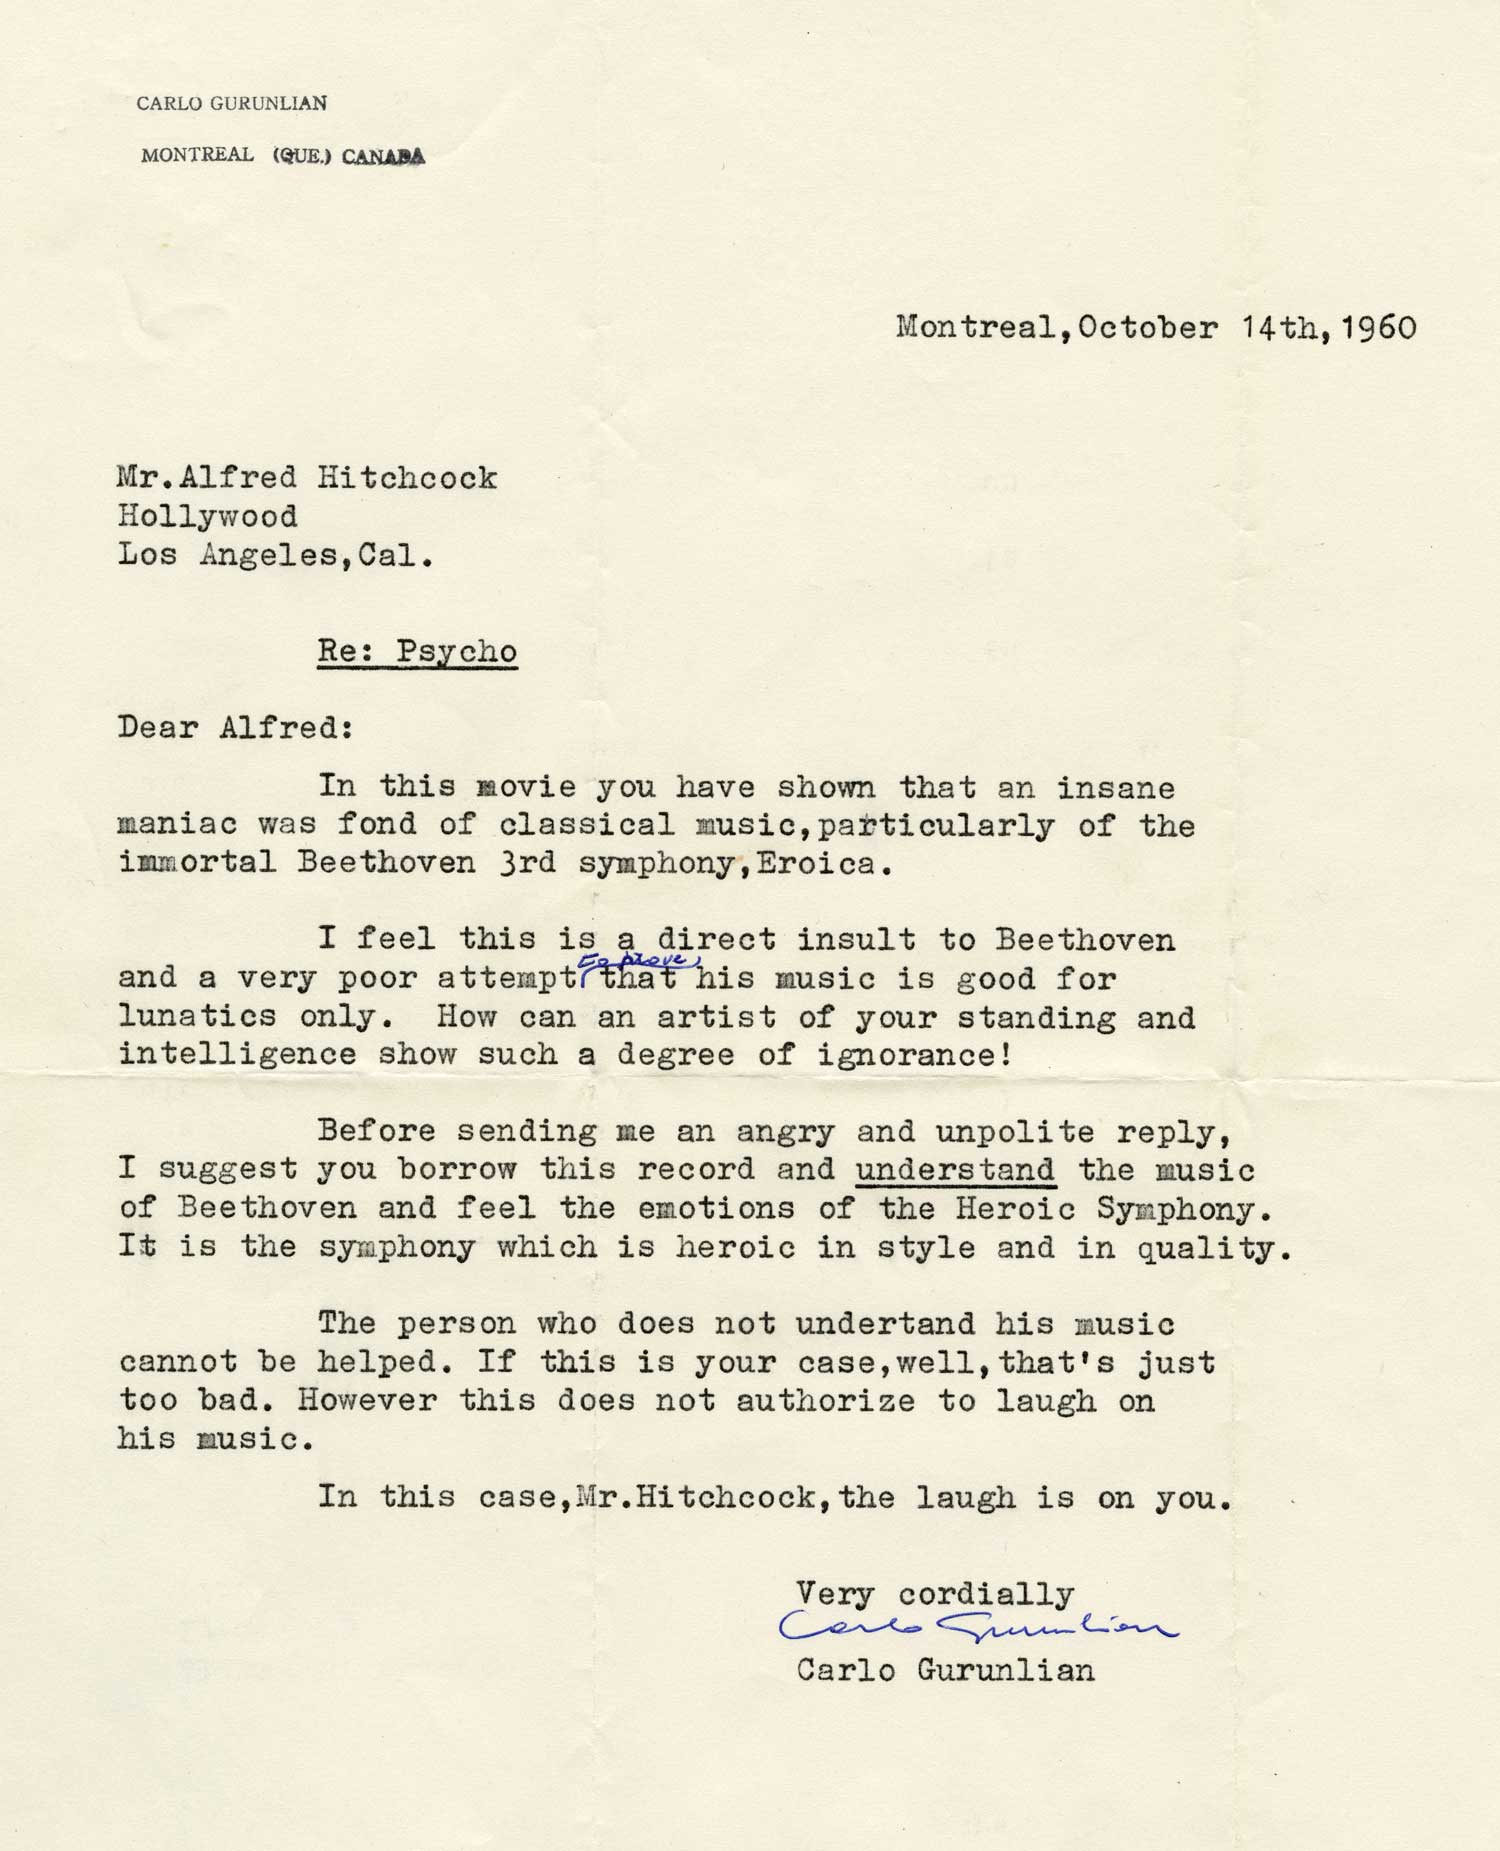 CARLO GURUNLIAN
MONTREAL (QUE.) CANADA
Montreal,October 14th,1960
Mr.Alfred Hitchcock
Hollywood
Los Angeles,Cal.
Re: Psycho
Dear Alfred:
In this movie you have shown that an insane
maniac was fond of classical music,particularly of the
immortal Beethoven 3rd symphony,Eroica.
I feel this is a direct insult to Beethoven
and a very poor attempt to prove that his music is good for
lunatics only. How can an artist of your standing and
intelligence show such a degree of ignorance!
Before sending me an angry and unpolite reply,
I suggest you borrow this record and understand the music
of Beethoven and feel the emotions of the Heroic Symphony.
It is the symphony which is heroic in style and in quality.
The person who does not undertand his music
cannot be helped. If this is your case,well,that's just
too bad. However this does not authorize to laugh on
his music.
In this case,Mr.Hitchcock,the laugh is on you.
Very cordially
Carlo Gurunlian
Carlo Gurunlian